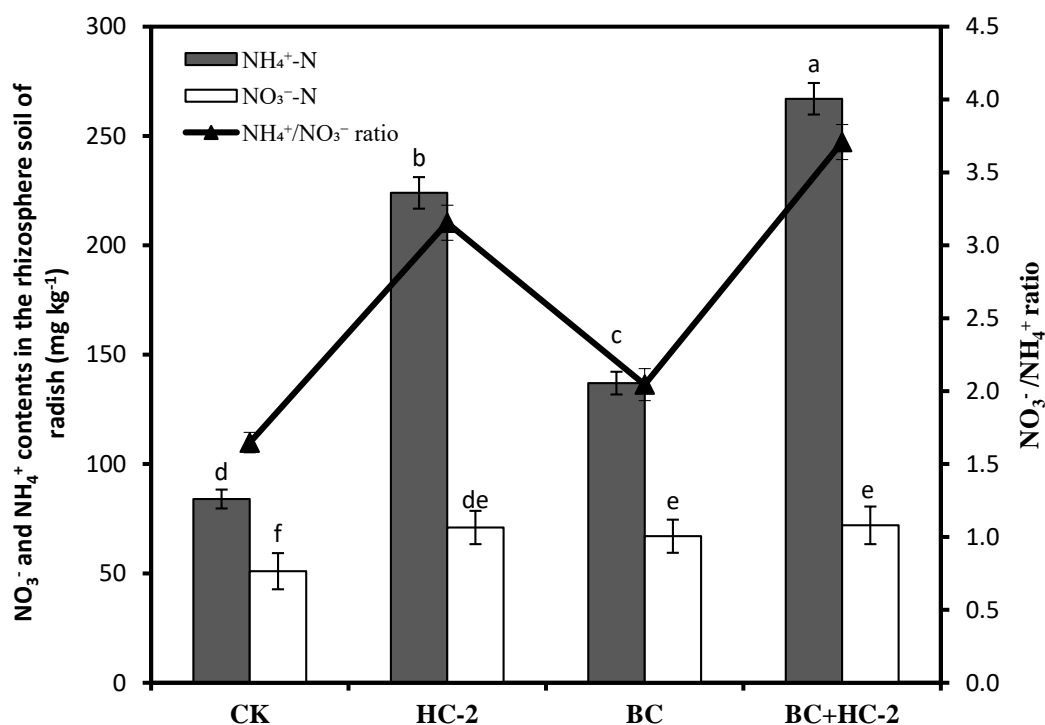 NO₃⁻ and NH₄⁺ contents in the rhizosphere soil of
radish (mg kg⁻¹)
300
250
200
150
100
50
0
NH₄⁺-N
NO₃⁻-N
NH₄⁺/NO₃⁻ ratio
d
f
b
de
c
e
a
e
CK
HC-2
BC
BC+HC-2
4.5
4.0
3.5
3.0
2.5
2.0
1.5
1.0
0.5
0.0
NO₃⁻/NH₄⁺ ratio